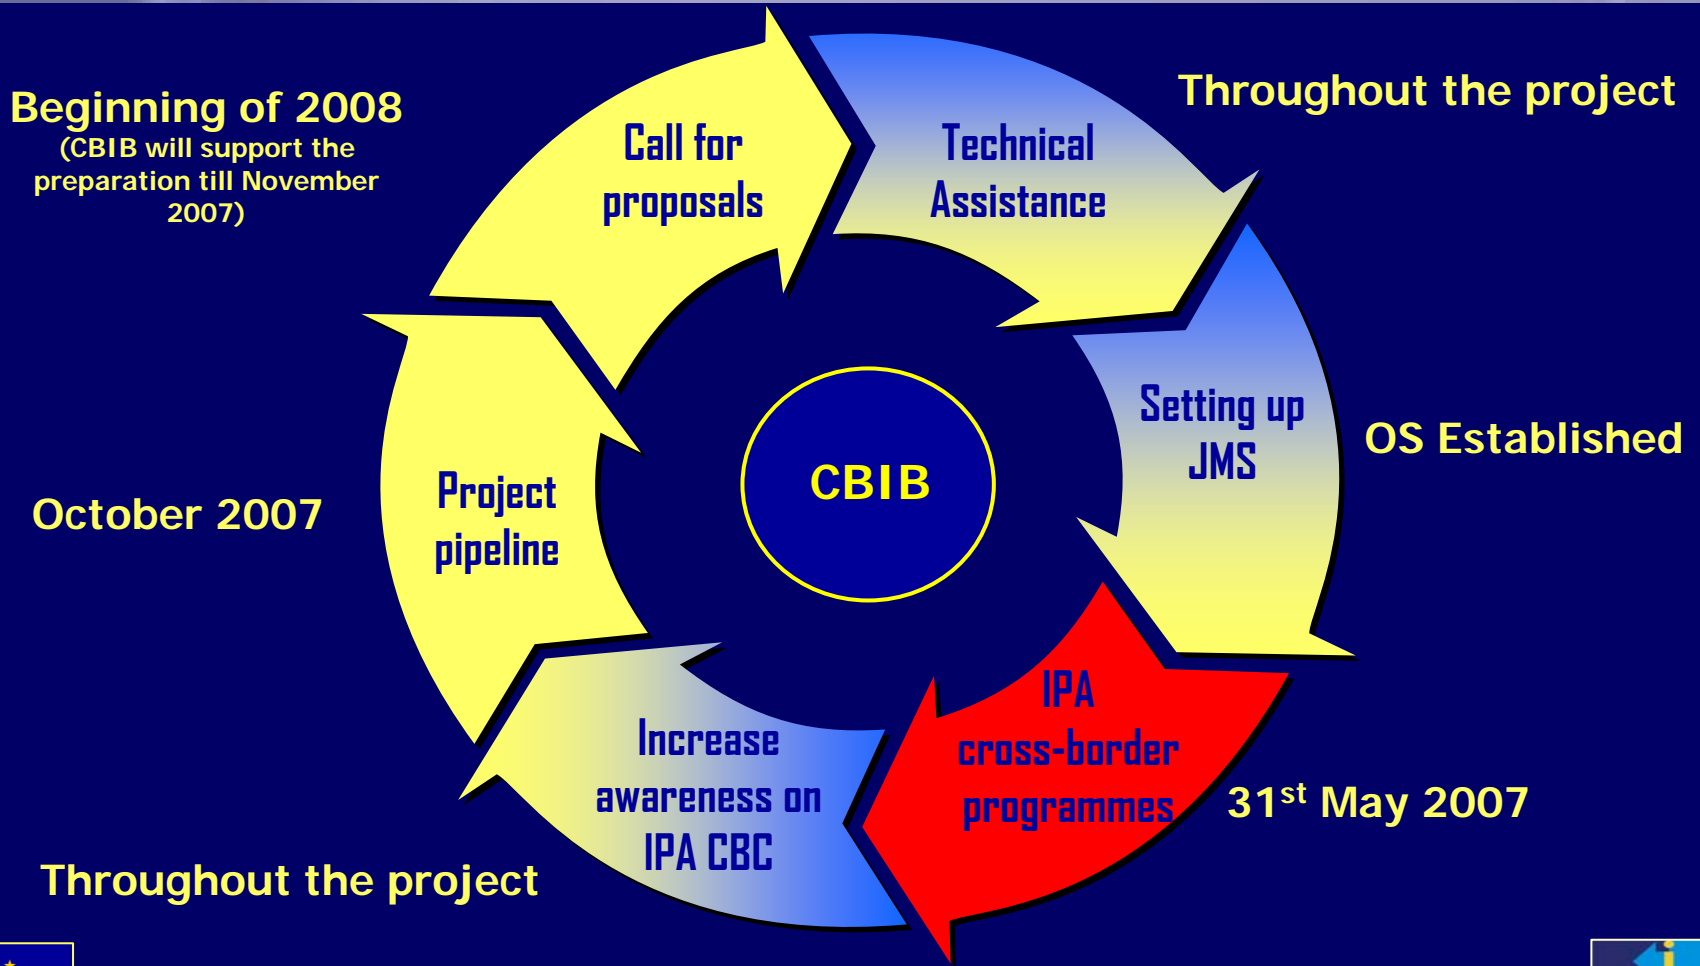 Beginning of 2008
(CBIB will support the
preparation till November
2007)
Call for
proposals
Technical
Assistance
Throughout the project
Setting up
JMS
OS Established
CBIB
Project
pipeline
October 2007
IPA
cross-border
programmes
31st May 2007
Increase
awareness on
IPA CBC
Throughout the project